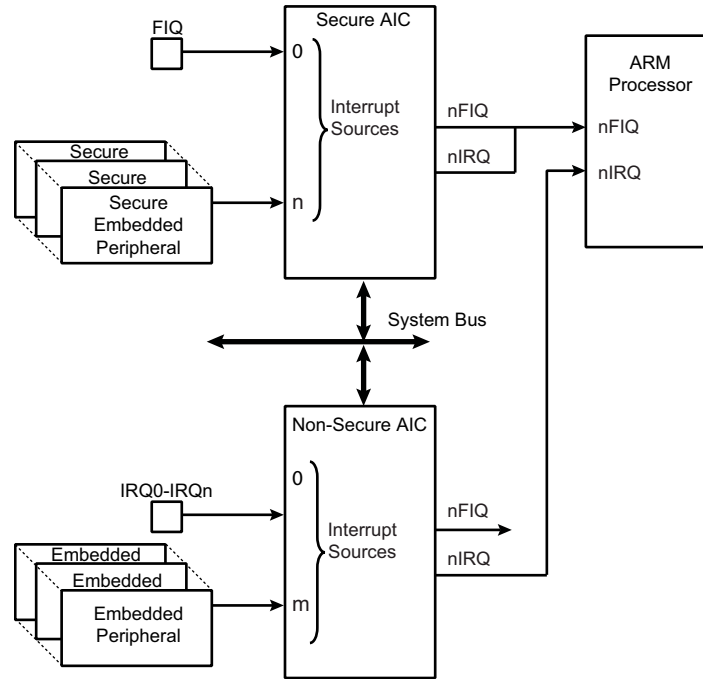 FIQ
Secure AIC
0
Interrupt
Sources
n
nFIQ
nIRQ
ARM
Processor
nFIQ
nIRQ
Secure
Secure
Secure
Embedded
Peripheral
System Bus
Non-Secure AIC
IRQ0-IRQn
0
Interrupt
Sources
m
nFIQ
nIRQ
Embedded
Embedded
Embedded
Peripheral